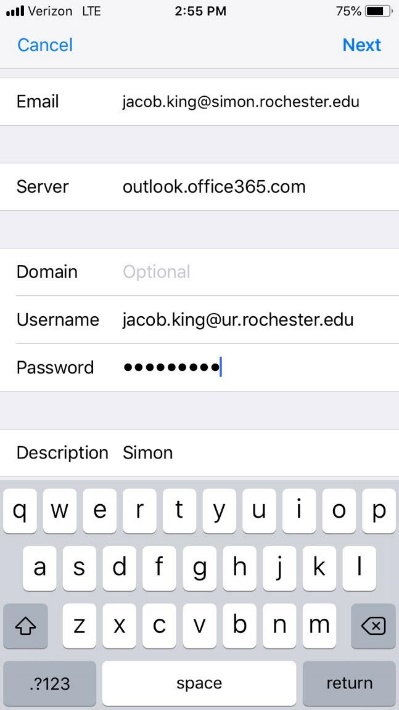 Verizon LTE 2:55 PM 75%
Cancel Next
Email jacob.king@simon.rochester.edu
Server outlook.office365.com
Domain Optional
Username jacob.king@ur.rochester.edu
Password ●●●●●●●●●
Description Simon
q w e r t y u i o p
a s d f g h j k l
z x c v b n m
.?123 space return